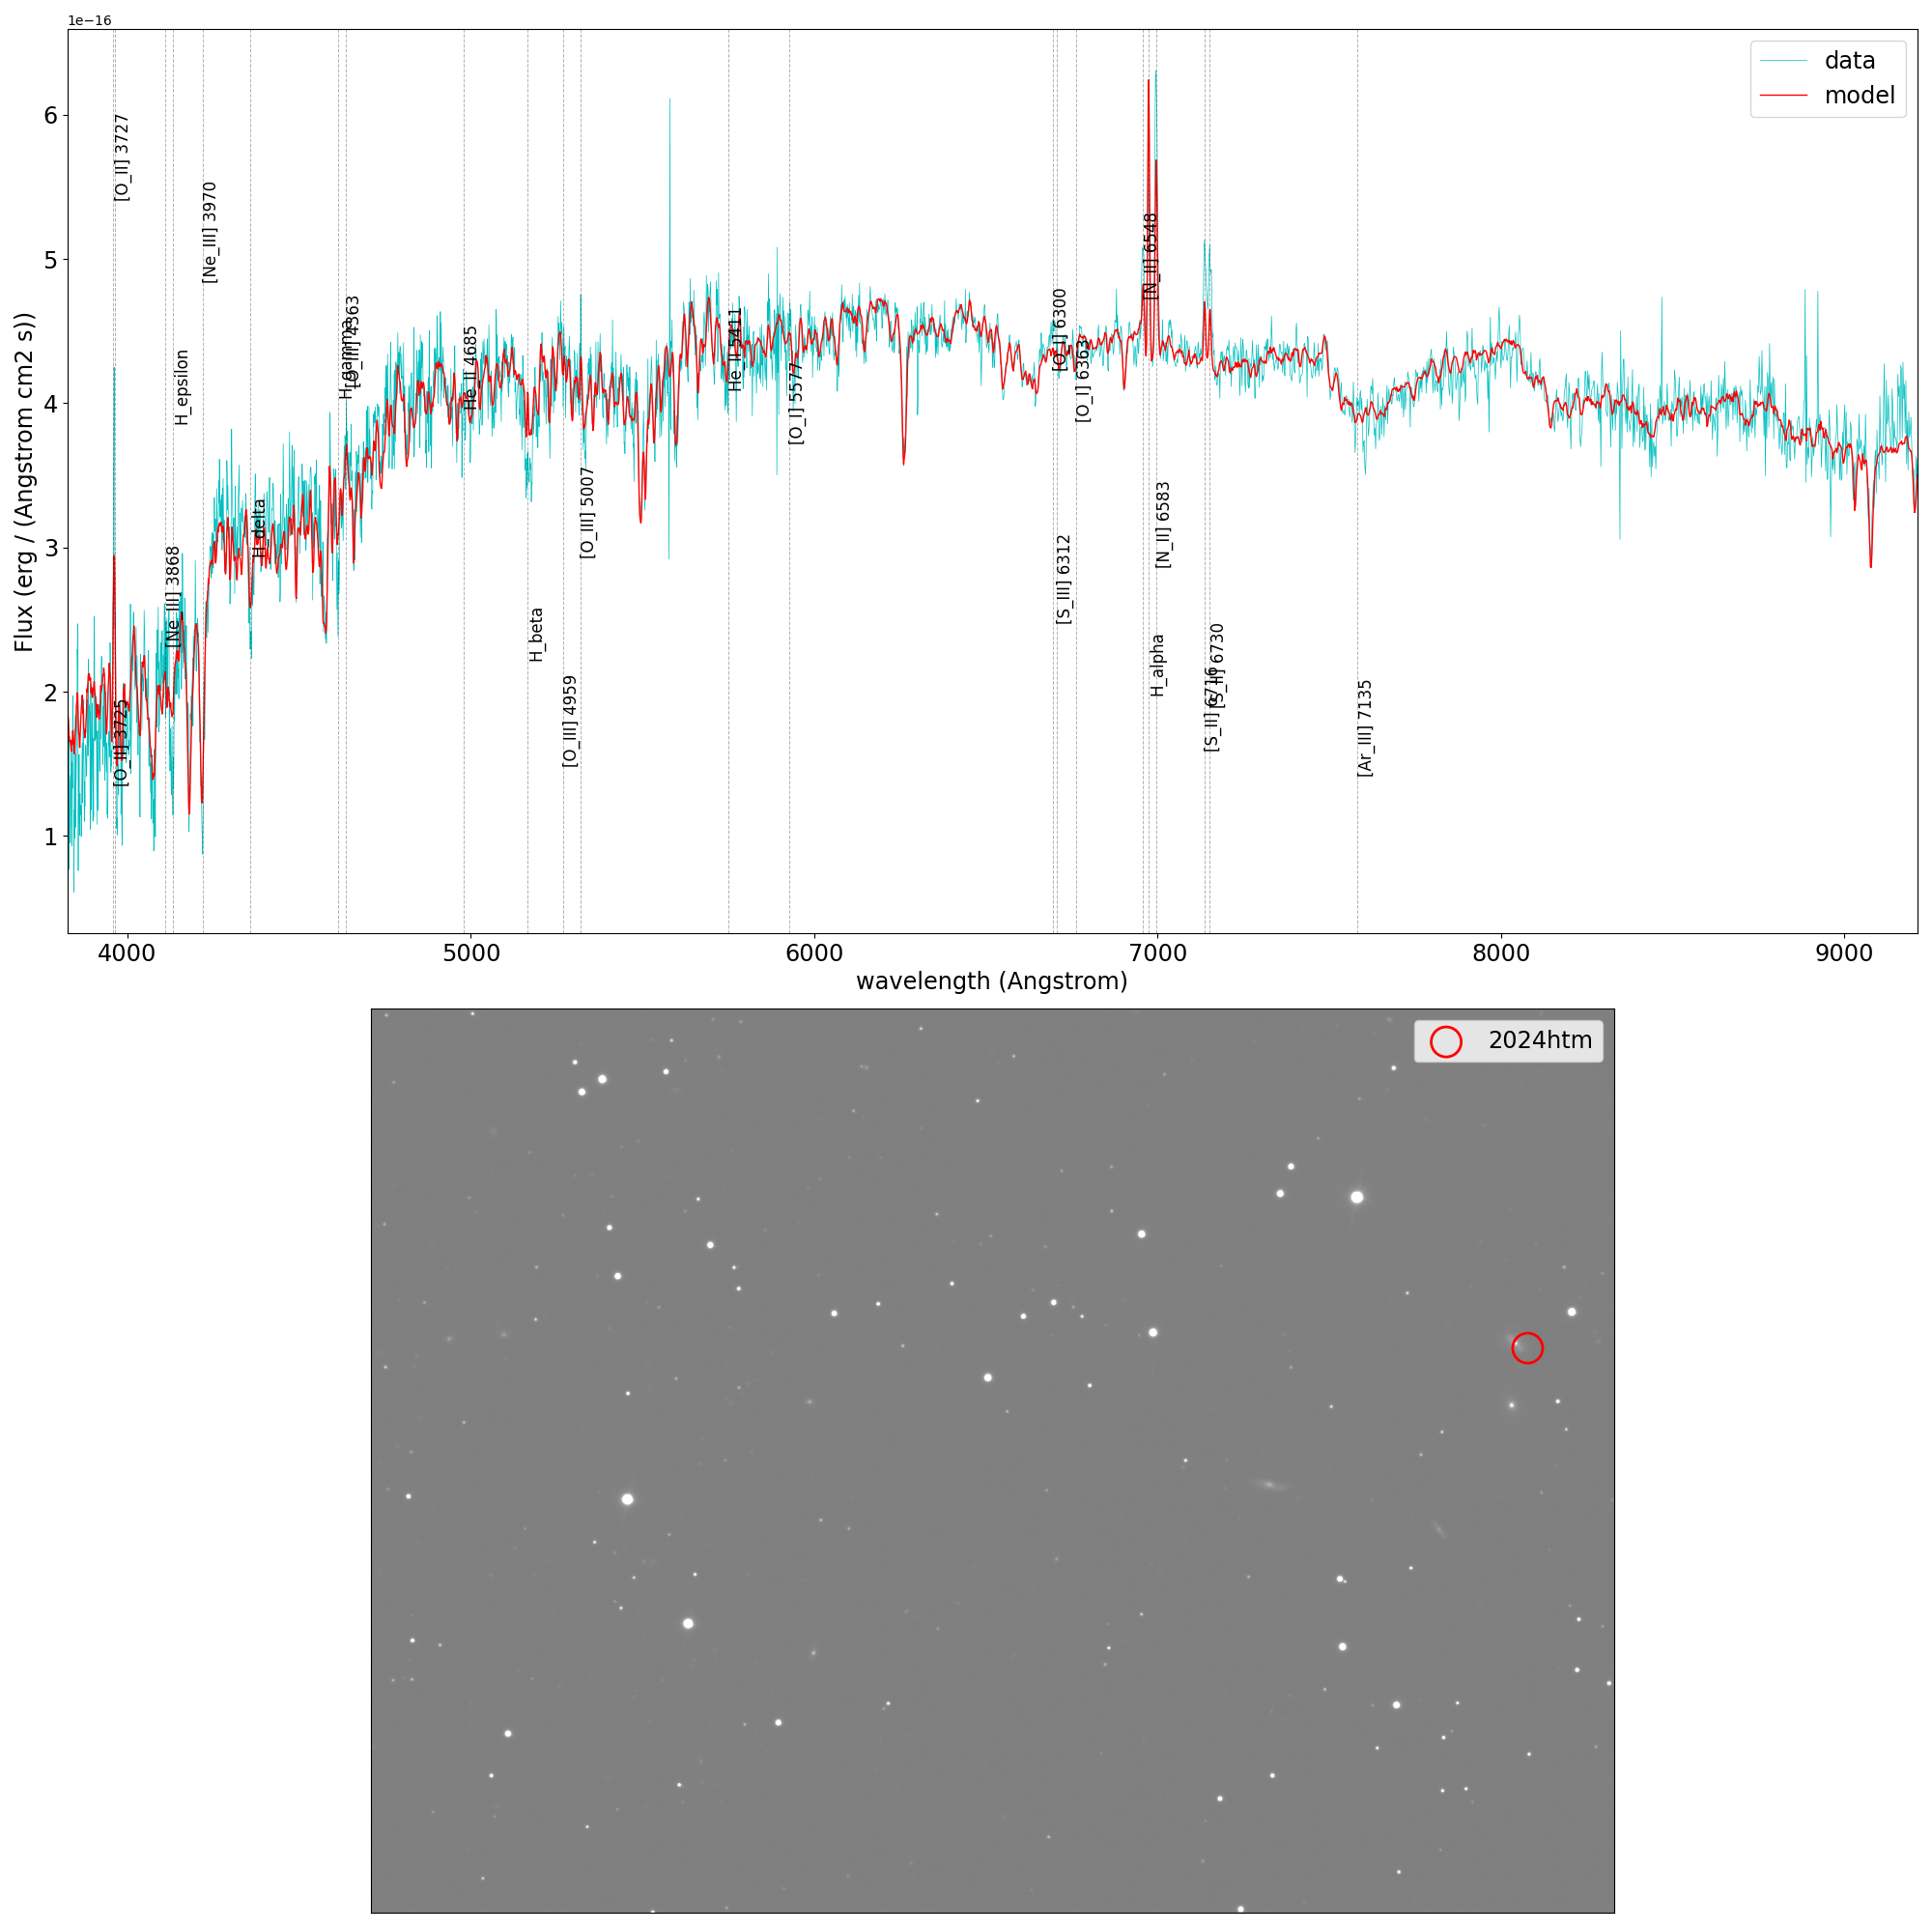 1e−16
data
model
6
5
4
3
2
1
Flux (erg / (Angstrom cm2 s))
[O_II] 3727
[Ne_III] 3970
H_epsilon
H_gamma
[O_III] 4363
He_II 4685
[Ne_III] 3868
H_delta
[O_II] 3725
H_beta
[O_III] 5007
[O_III] 4959
He_II 5411
[O_I] 5577
[O_I] 6300
[O_I] 6363
[S_III] 6312
[N_II] 6548
[N_II] 6583
H_alpha
[S_II] 6716
[S_II] 6730
[Ar_III] 7135
4000
5000
6000
7000
8000
9000
wavelength (Angstrom)
2024htm